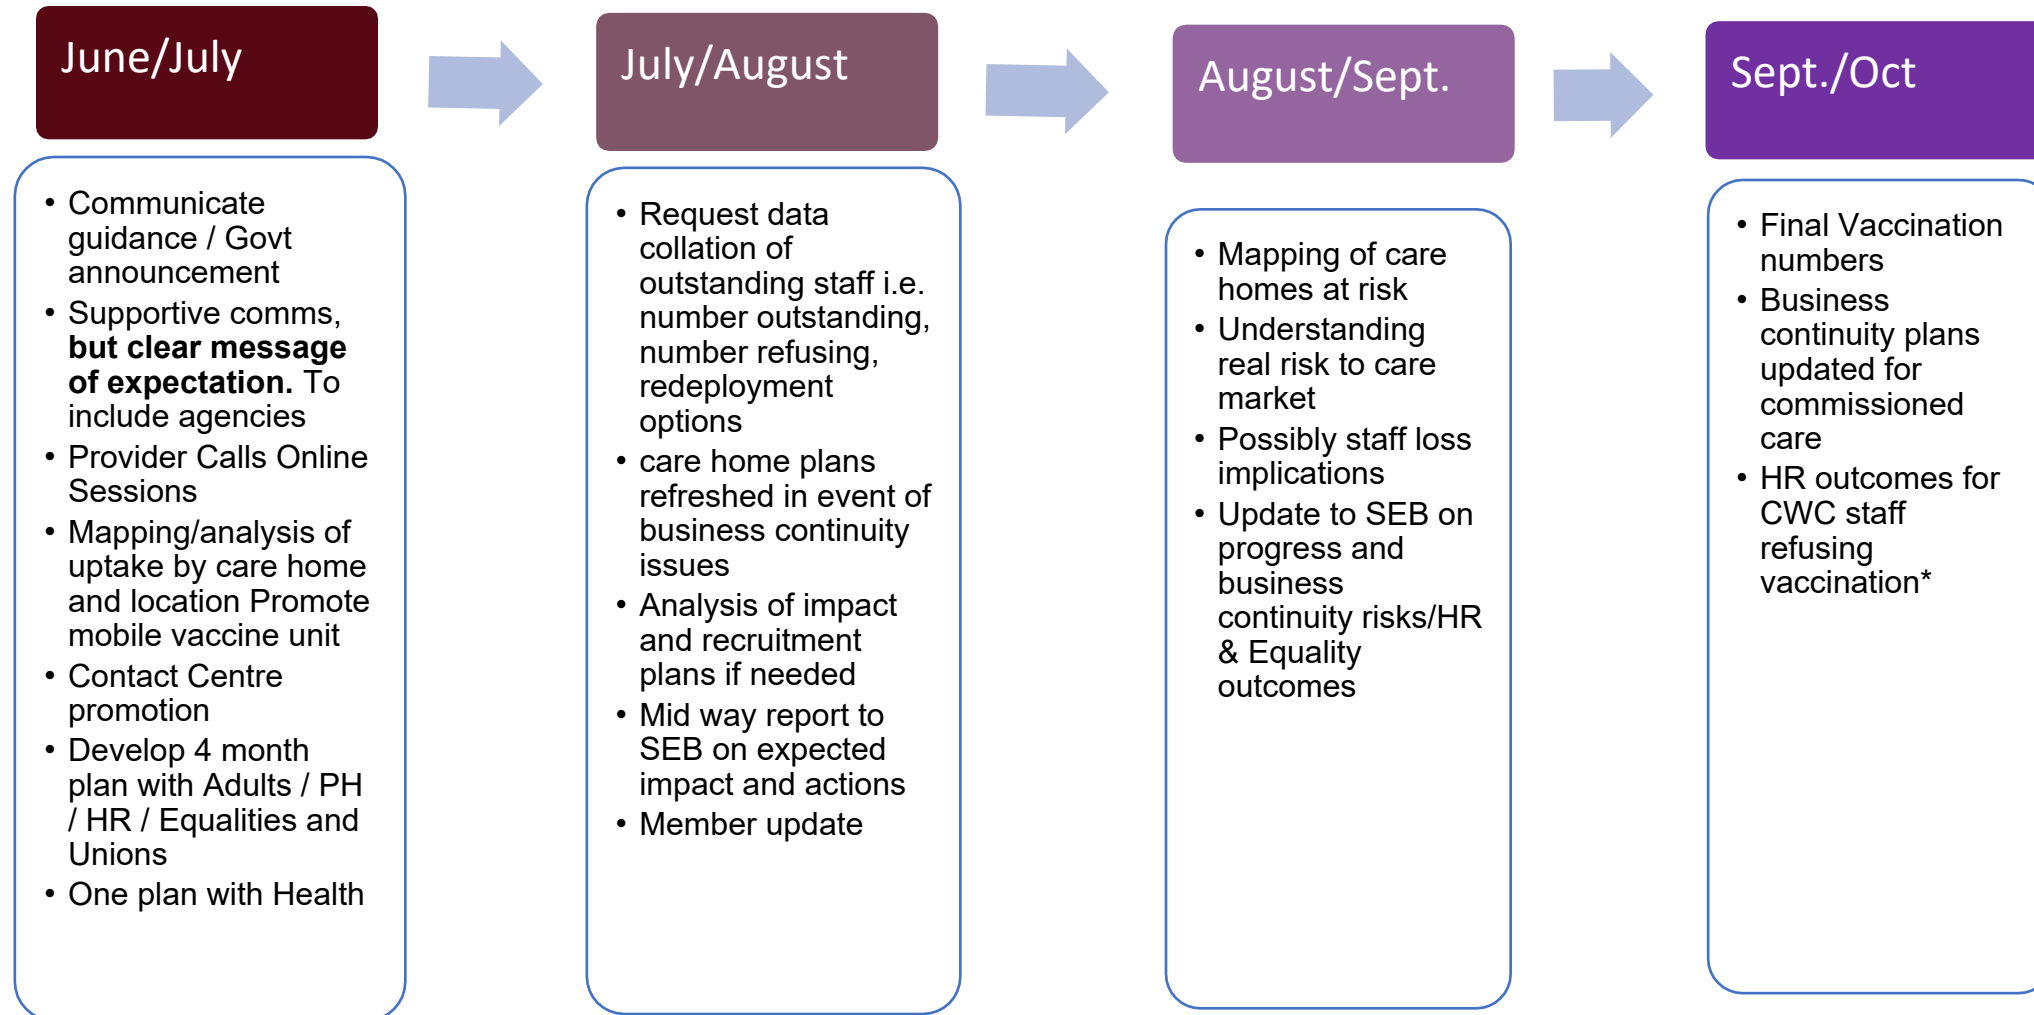 June/July
• Communicate
guidance / Govt
announcement
• Supportive comms,
but clear message
of expectation. To
include agencies
• Provider Calls Online
Sessions
• Mapping/analysis of
uptake by care home
and location Promote
mobile vaccine unit
• Contact Centre
promotion
• Develop 4 month
plan with Adults / PH
/ HR / Equalities and
Unions
• One plan with Health
July/August
• Request data
collation of
outstanding staff i.e.
number outstanding,
number refusing,
redeployment
options
• care home plans
refreshed in event of
business continuity
issues
• Analysis of impact
and recruitment
plans if needed
• Mid way report to
SEB on expected
impact and actions
• Member update
August/Sept.
• Mapping of care
homes at risk
• Understanding
real risk to care
market
• Possibly staff loss
implications
• Update to SEB on
progress and
business
continuity risks/HR
& Equality
outcomes
Sept./Oct
• Final Vaccination
numbers
• Business
continuity plans
updated for
commissioned
care
• HR outcomes for
CWC staff
refusing
vaccination*